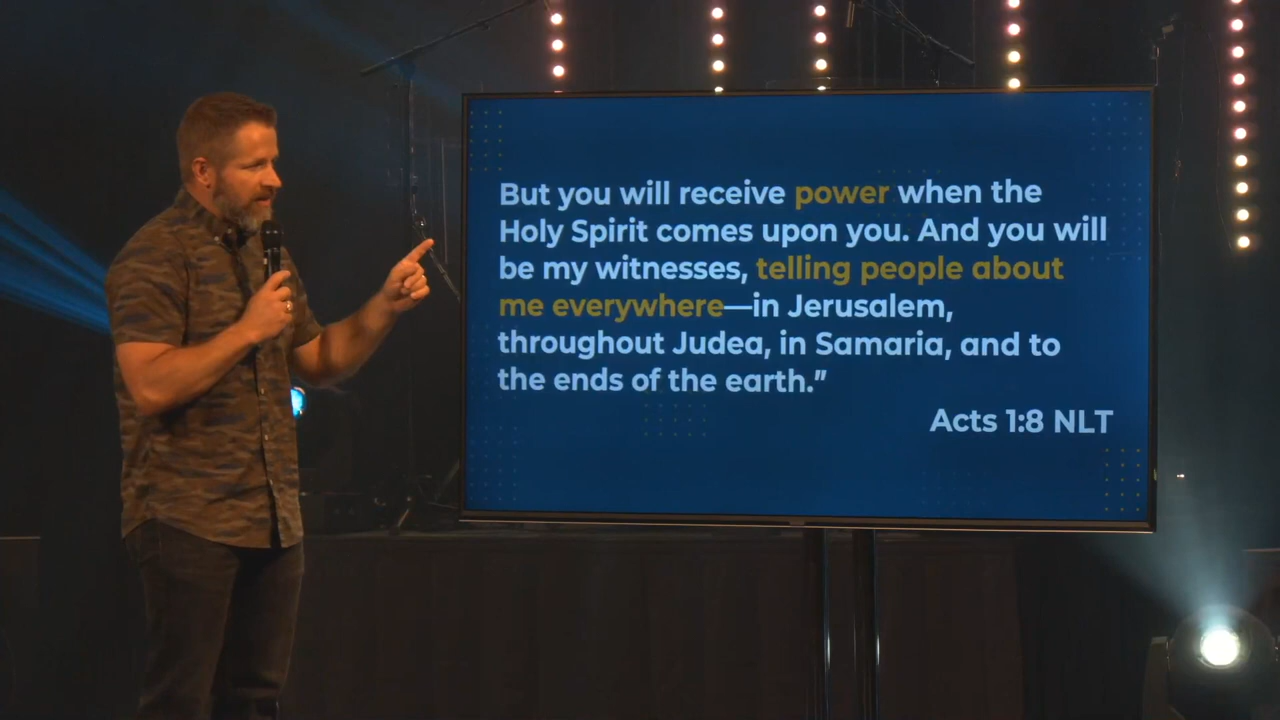 But you will receive power when the
Holy Spirit comes upon you. And you will
be my witnesses, telling people about
me everywhere—in Jerusalem,
throughout Judea, in Samaria, and to
the ends of the earth.”
Acts 1:8 NLT